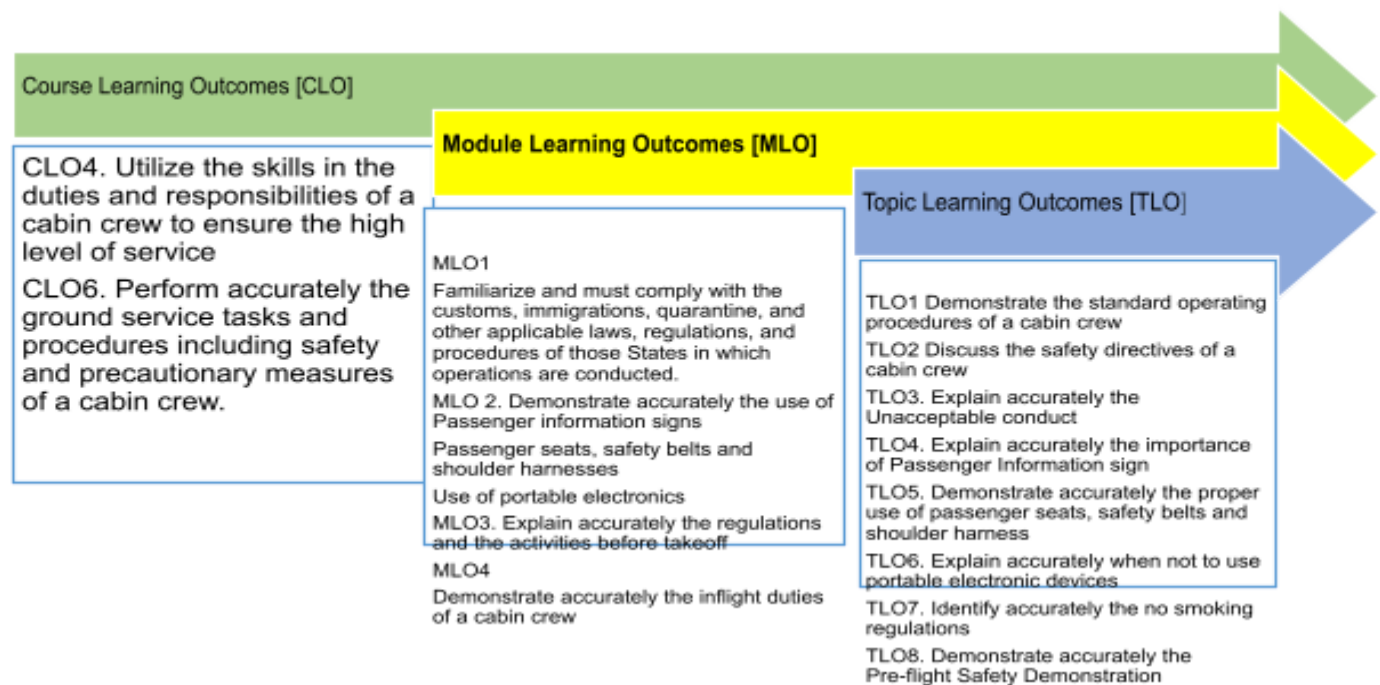 Course Learning Outcomes [CLO]
CLO4. Utilize the skills in the
duties and responsibilities of a
cabin crew to ensure the high
level of service
CLO6. Perform accurately the
ground service tasks and
procedures including safety
and precautionary measures
of a cabin crew.
Module Learning Outcomes [MLO]
MLO1
Familiarize and must comply with the
customs, immigrations, quarantine, and
other applicable laws, regulations, and
procedures of those States in which
operations are conducted.
MLO 2. Demonstrate accurately the use of
Passenger information signs
Passenger seats, safety belts and
shoulder harnesses
Use of portable electronics
MLO3. Explain accurately the regulations
and the activities before takeoff
MLO4
Demonstrate accurately the inflight duties
of a cabin crew
Topic Learning Outcomes [TLO]
TLO1 Demonstrate the standard operating
procedures of a cabin crew
TLO2 Discuss the safety directives of a
cabin crew
TLO3. Explain accurately the
Unacceptable conduct
TLO4. Explain accurately the importance
of Passenger Information sign
TLO5. Demonstrate accurately the proper
use of passenger seats, safety belts and
shoulder harness
TLO6. Explain accurately when not to use
portable electronic devices
TLO7. Identify accurately the no smoking
regulations
TLO8. Demonstrate accurately the
Pre-flight Safety Demonstration